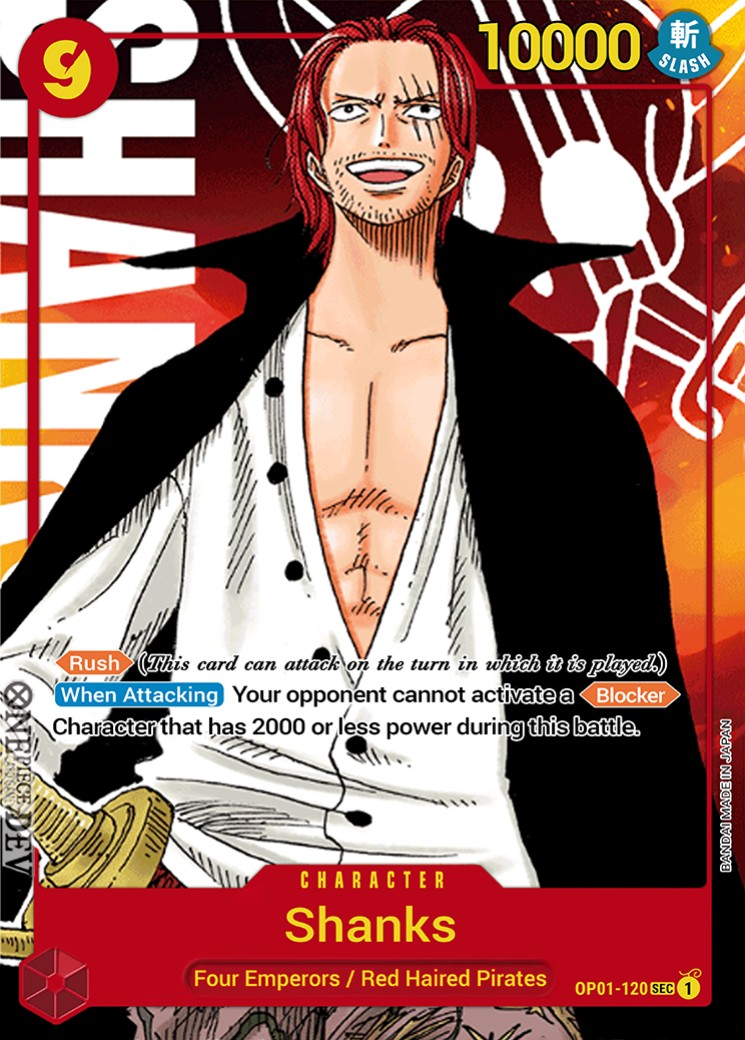 9
10000
斬
SLASH
SHANKS
Rush (This card can attack on the turn in which it is played.)
When Attacking Your opponent cannot activate a Blocker
Character that has 2000 or less power during this battle.
ONE PIECE
DEV
BANDAI MADE IN JAPAN
CHARACTER
Shanks
Four Emperors / Red Haired Pirates
OP01-120 SEC 1